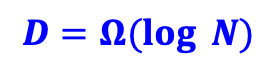 D = Ω(log N)